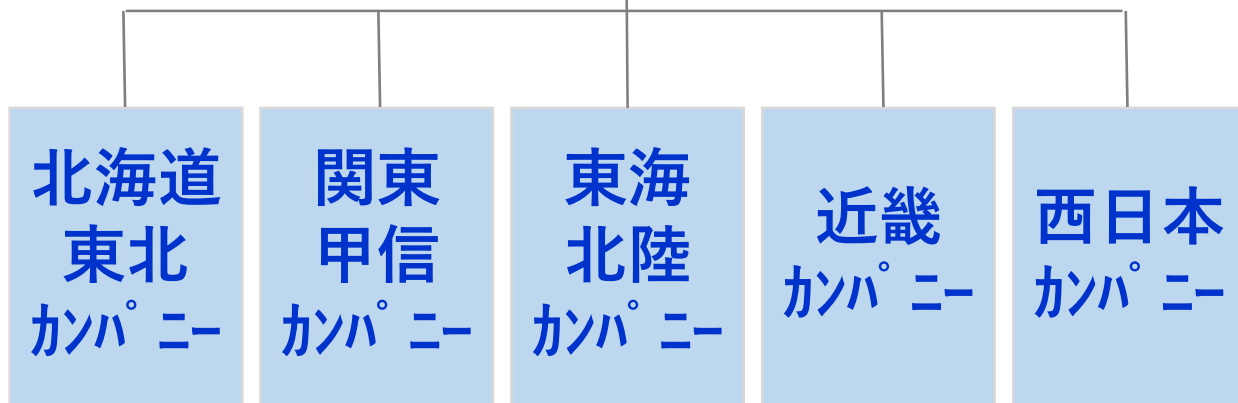 北海道
東北
ｶﾝﾊﾟﾆｰ
関東
甲信
ｶﾝﾊﾟﾆｰ
東海
北陸
ｶﾝﾊﾟﾆｰ
近畿
ｶﾝﾊﾟﾆｰ
西日本
ｶﾝﾊﾟﾆｰ